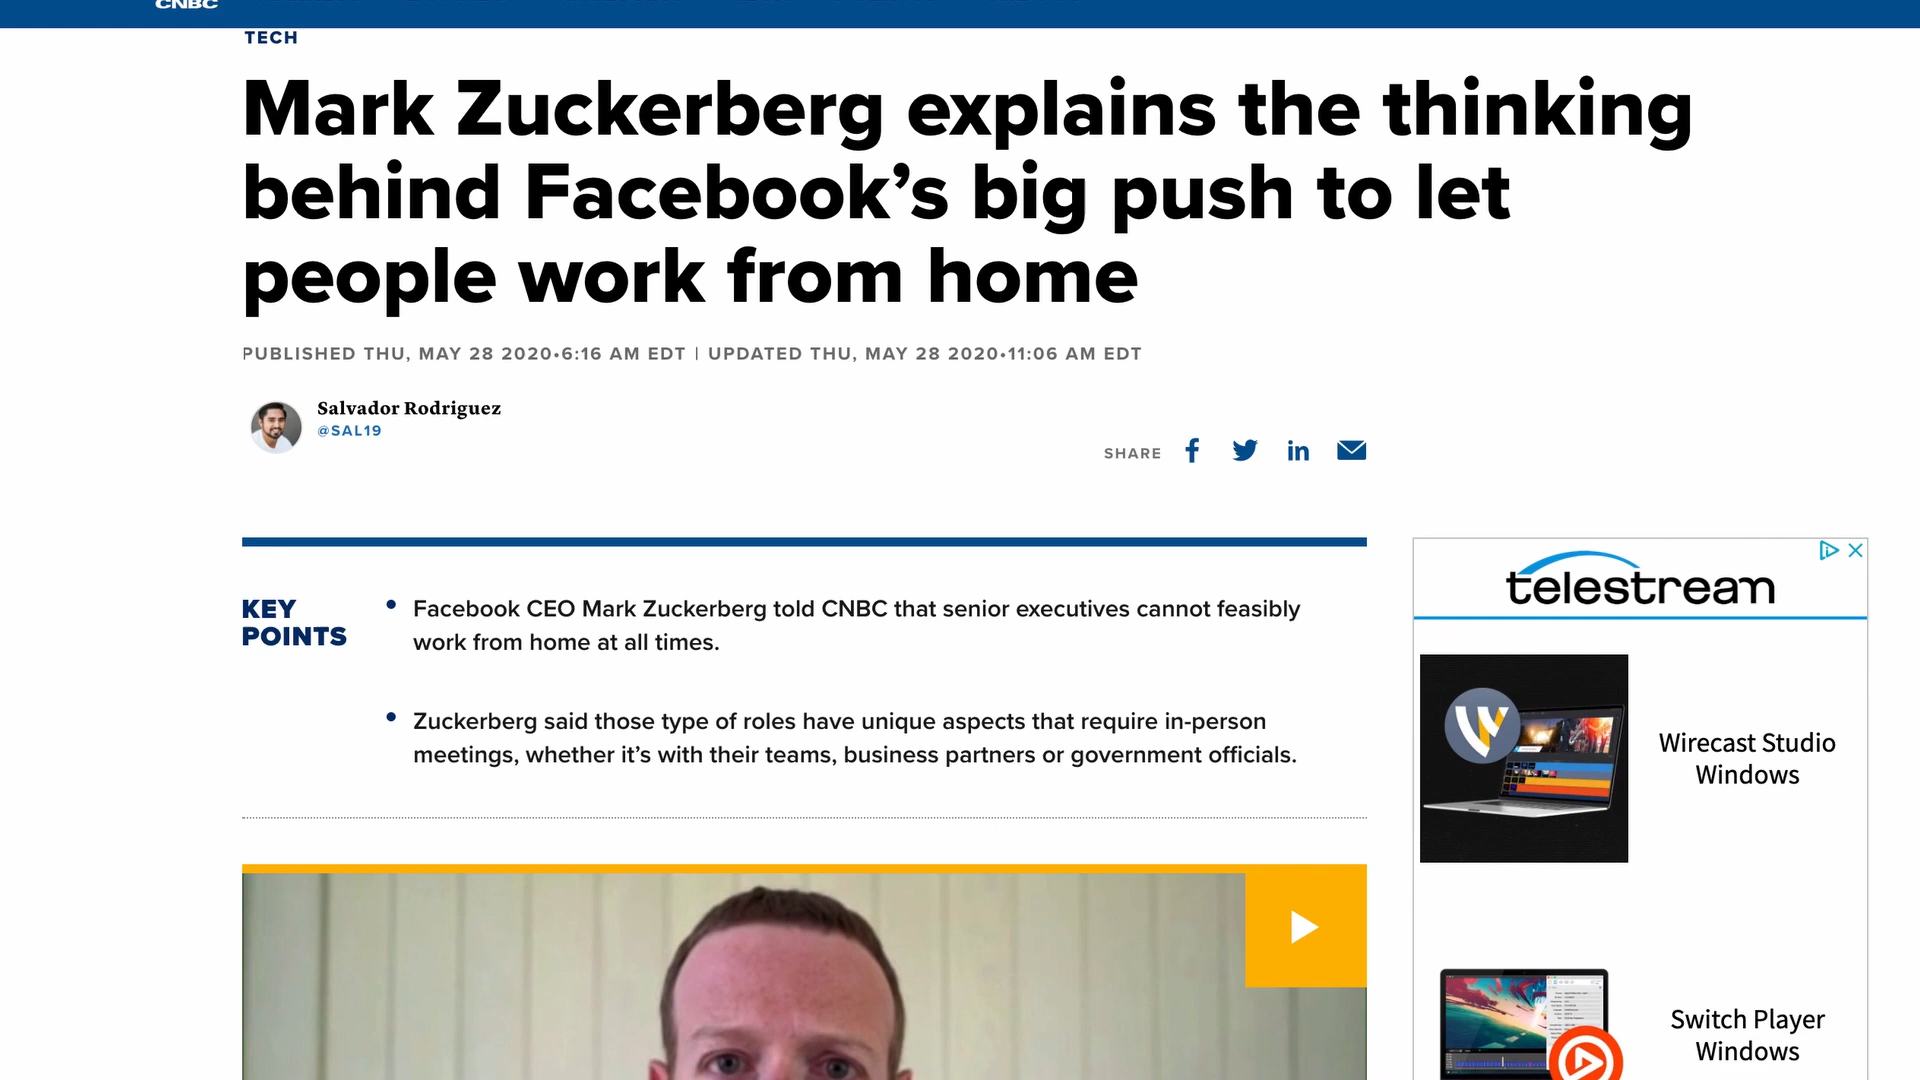 CNBC
TECH
Mark Zuckerberg explains the thinking
behind Facebook’s big push to let
people work from home
PUBLISHED THU, MAY 28 2020•6:16 AM EDT | UPDATED THU, MAY 28 2020•11:06 AM EDT
Salvador Rodriguez
@SAL19
SHARE
KEY
POINTS
• Facebook CEO Mark Zuckerberg told CNBC that senior executives cannot feasibly
work from home at all times.
• Zuckerberg said those type of roles have unique aspects that require in-person
meetings, whether it’s with their teams, business partners or government officials.
telestream
Wirecast Studio
Windows
Switch Player
Windows